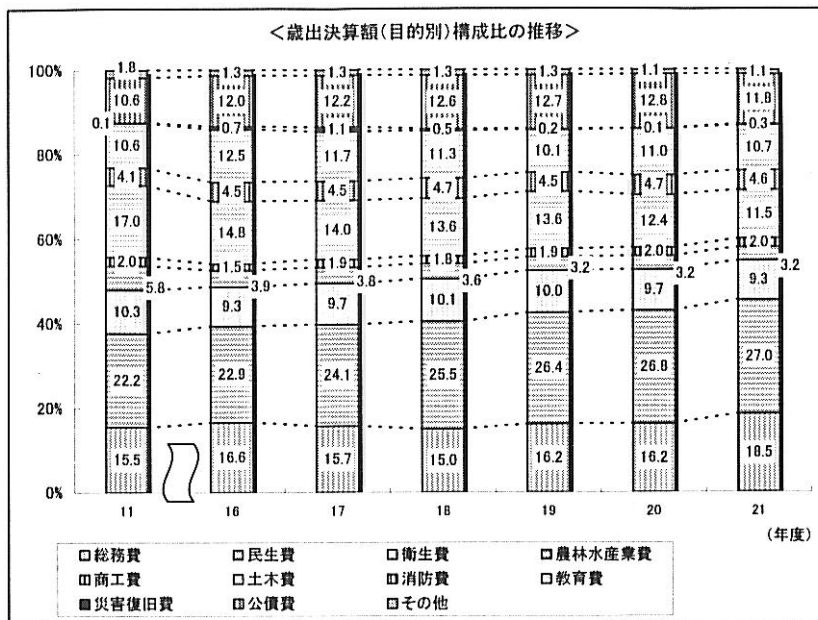 <歳出決算額(目的別)構成比の推移>
100%
80%
60%
40%
20%
0%
1.8 1.3 1.3 1.3 1.3 1.1 1.1
10.6 12.0 12.2 12.6 12.7 12.8 11.8
0.1 0.7 1.1 0.5 0.2 0.1 0.3
10.6 12.5 11.7 11.3 10.1 11.0 10.7
4.1 4.5 4.5 4.7 4.5 4.7 4.6
17.0 14.8 14.0 13.6 13.6 12.4 11.5
2.0 1.5 1.9 1.8 1.9 2.0 2.0
5.8 3.9 3.8 3.6 3.2 3.2 3.2
10.3 9.3 9.7 10.1 10.0 9.7 9.3
22.2 22.9 24.1 25.5 26.4 26.8 27.0
15.5 16.6 15.7 15.0 16.2 16.2 18.5
11 16 17 18 19 20 21
(年度)
総務費 民生費 衛生費 農林水産業費
商工費 土木費 消防費 教育費
災害復旧費 公債費 その他